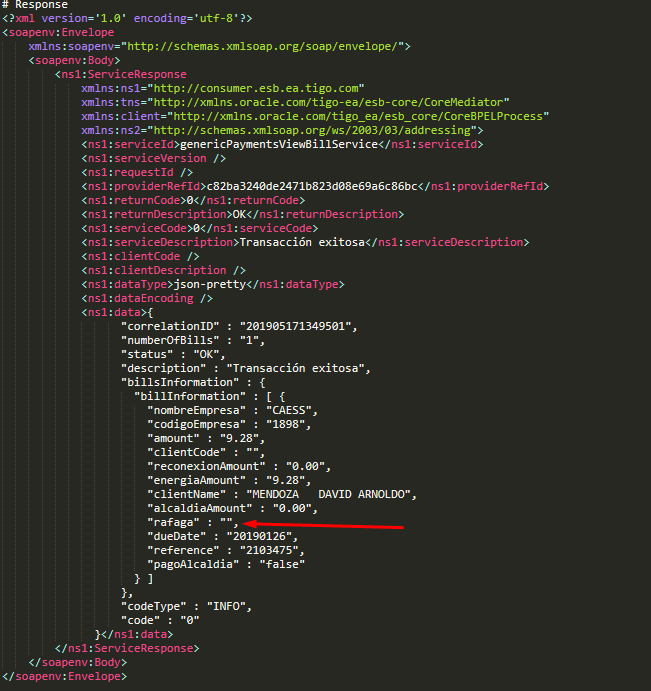 # Response
<?xml version='1.0' encoding='utf-8'?>
<soapenv:Envelope
xmlns:soapenv="http://schemas.xmlsoap.org/soap/envelope/">
<soapenv:Body>
<ns1:ServiceResponse
xmlns:ns1="http://consumer.esb.ea.tigo.com"
xmlns:tns="http://xmlns.oracle.com/tigo-ea/esb-core/CoreMediator"
xmlns:client="http://xmlns.oracle.com/tigo_ea/esb_core/CoreBPELProcess"
xmlns:ns2="http://schemas.xmlsoap.org/ws/2003/03/addressing">
<ns1:serviceId>genericPaymentsViewBillService</ns1:serviceId>
<ns1:serviceVersion />
<ns1:requestId />
<ns1:providerRefId>c82ba3240de2471b823d08e69a6c86bc</ns1:providerRefId>
<ns1:returnCode>0</ns1:returnCode>
<ns1:returnDescription>OK</ns1:returnDescription>
<ns1:serviceCode>0</ns1:serviceCode>
<ns1:serviceDescription>Transacción exitosa</ns1:serviceDescription>
<ns1:clientCode />
<ns1:clientDescription />
<ns1:dataType>json-pretty</ns1:dataType>
<ns1:dataEncoding />
<ns1:data>{
"correlationID" : "201905171349501",
"numberOfBills" : "1",
"status" : "OK",
"description" : "Transacción exitosa",
"billsInformation" : {
"billInformation" : [ {
"nombreEmpresa" : "CAESS",
"codigoEmpresa" : "1898",
"amount" : "9.28",
"clientCode" : "",
"reconexionAmount" : "0.00",
"energiaAmount" : "9.28",
"clientName" : "MENDOZA   DAVID ARNOLDO",
"alcaldiaAmount" : "0.00",
"rafaga" : "",
"dueDate" : "20190126",
"reference" : "2103475",
"pagoAlcaldia" : "false"
} ]
},
"codeType" : "INFO",
"code" : "0"
}</ns1:data>
</ns1:ServiceResponse>
</soapenv:Body>
</soapenv:Envelope>